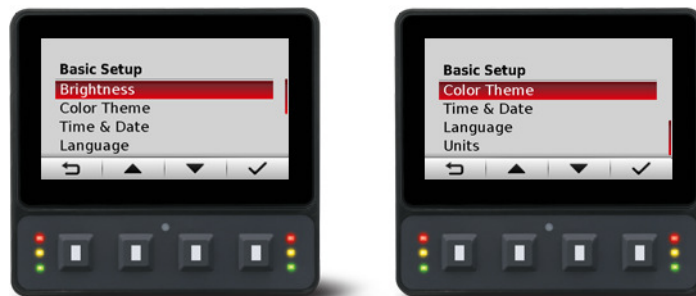 Basic Setup
Brightness
Color Theme
Time & Date
Language
Basic Setup
Color Theme
Time & Date
Language
Units